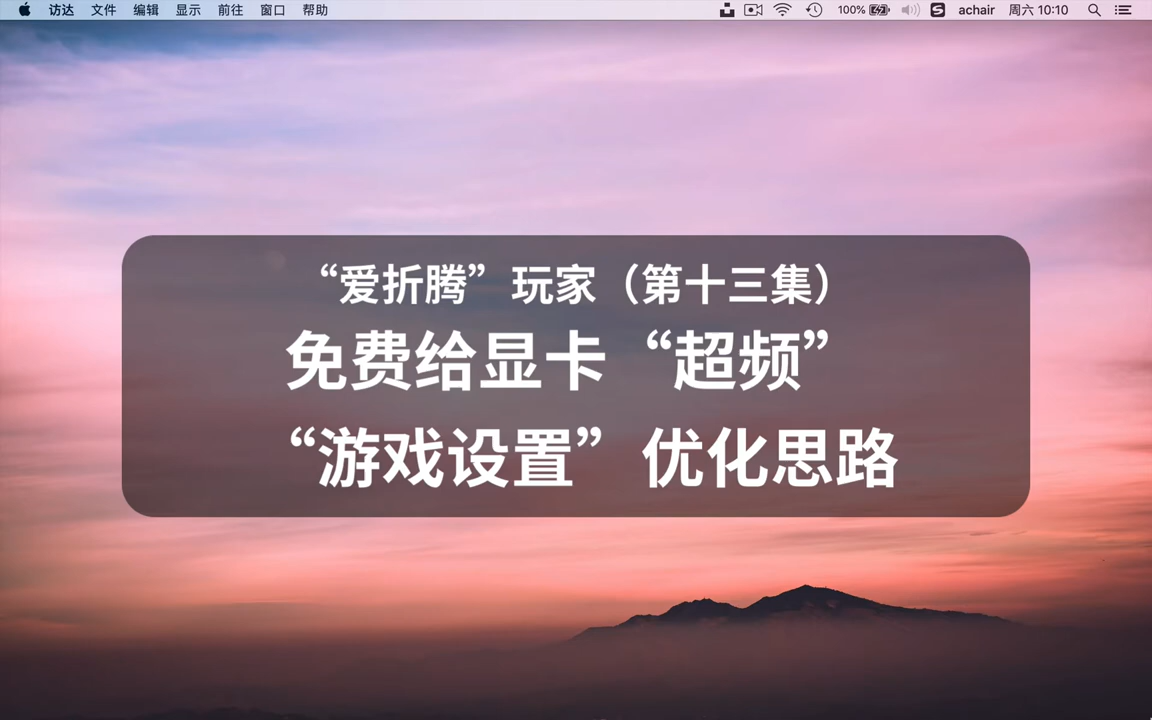 访达 文件 编辑 显示 前往 窗口 帮助 100% achair 周六 10:10
“爱折腾”玩家（第十三集）
免费给显卡“超频”
“游戏设置”优化思路